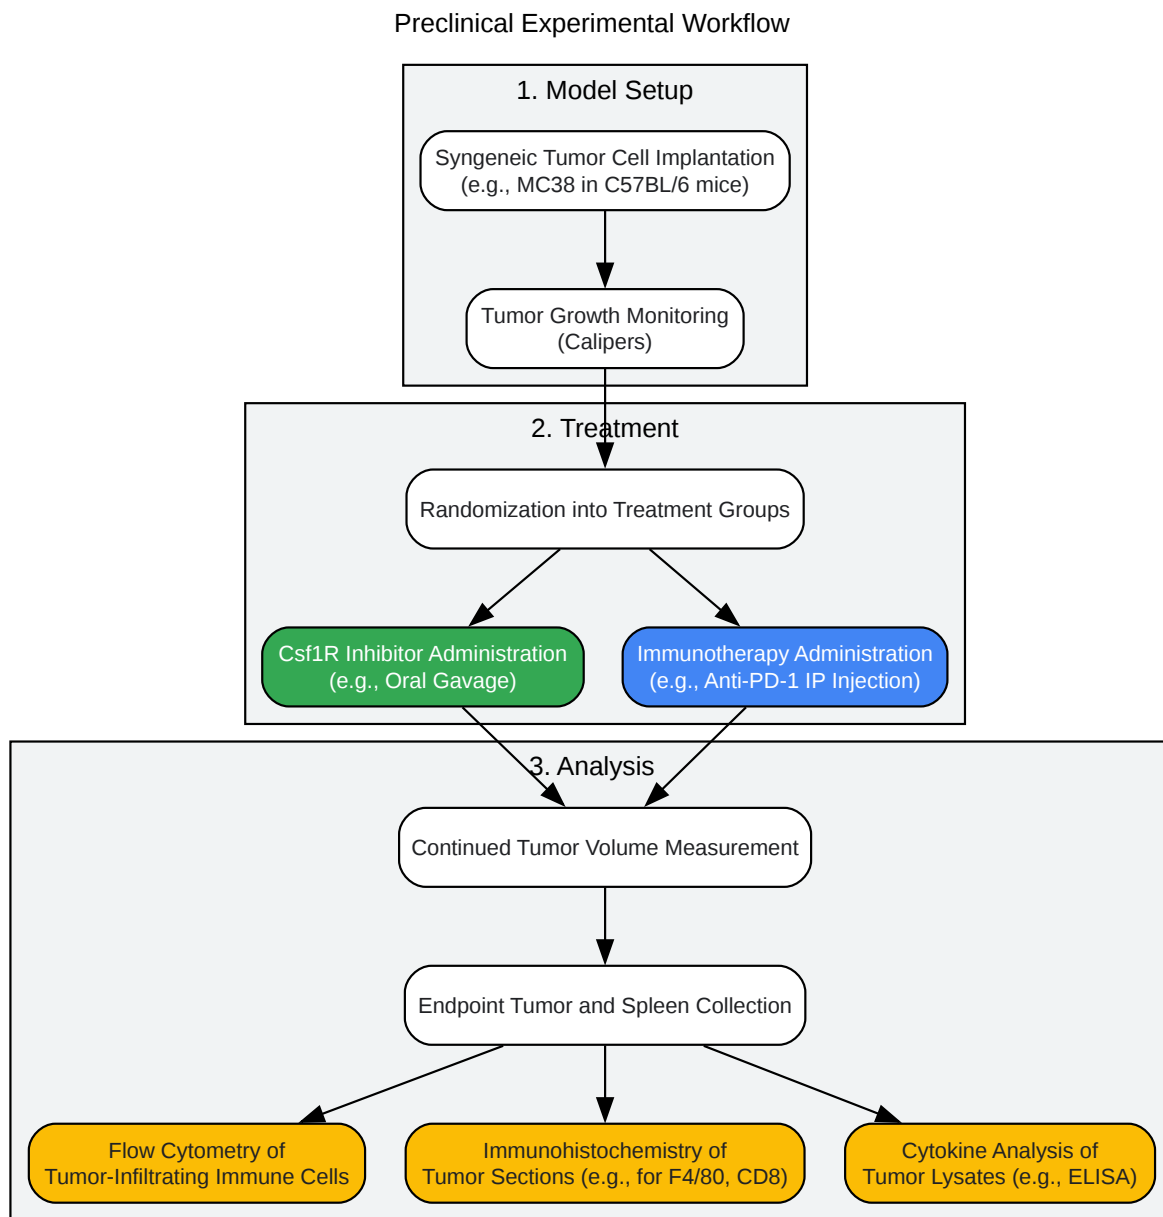 Preclinical Experimental Workflow
1. Model Setup
Syngeneic Tumor Cell Implantation
(e.g., MC38 in C57BL/6 mice)
Tumor Growth Monitoring
(Calipers)
2. Treatment
Randomization into Treatment Groups
Csf1R Inhibitor Administration
(e.g., Oral Gavage)
Immunotherapy Administration
(e.g., Anti-PD-1 IP Injection)
3. Analysis
Continued Tumor Volume Measurement
Endpoint Tumor and Spleen Collection
Flow Cytometry of
Tumor-Infiltrating Immune Cells
Immunohistochemistry of
Tumor Sections (e.g., for F4/80, CD8)
Cytokine Analysis of
Tumor Lysates (e.g., ELISA)